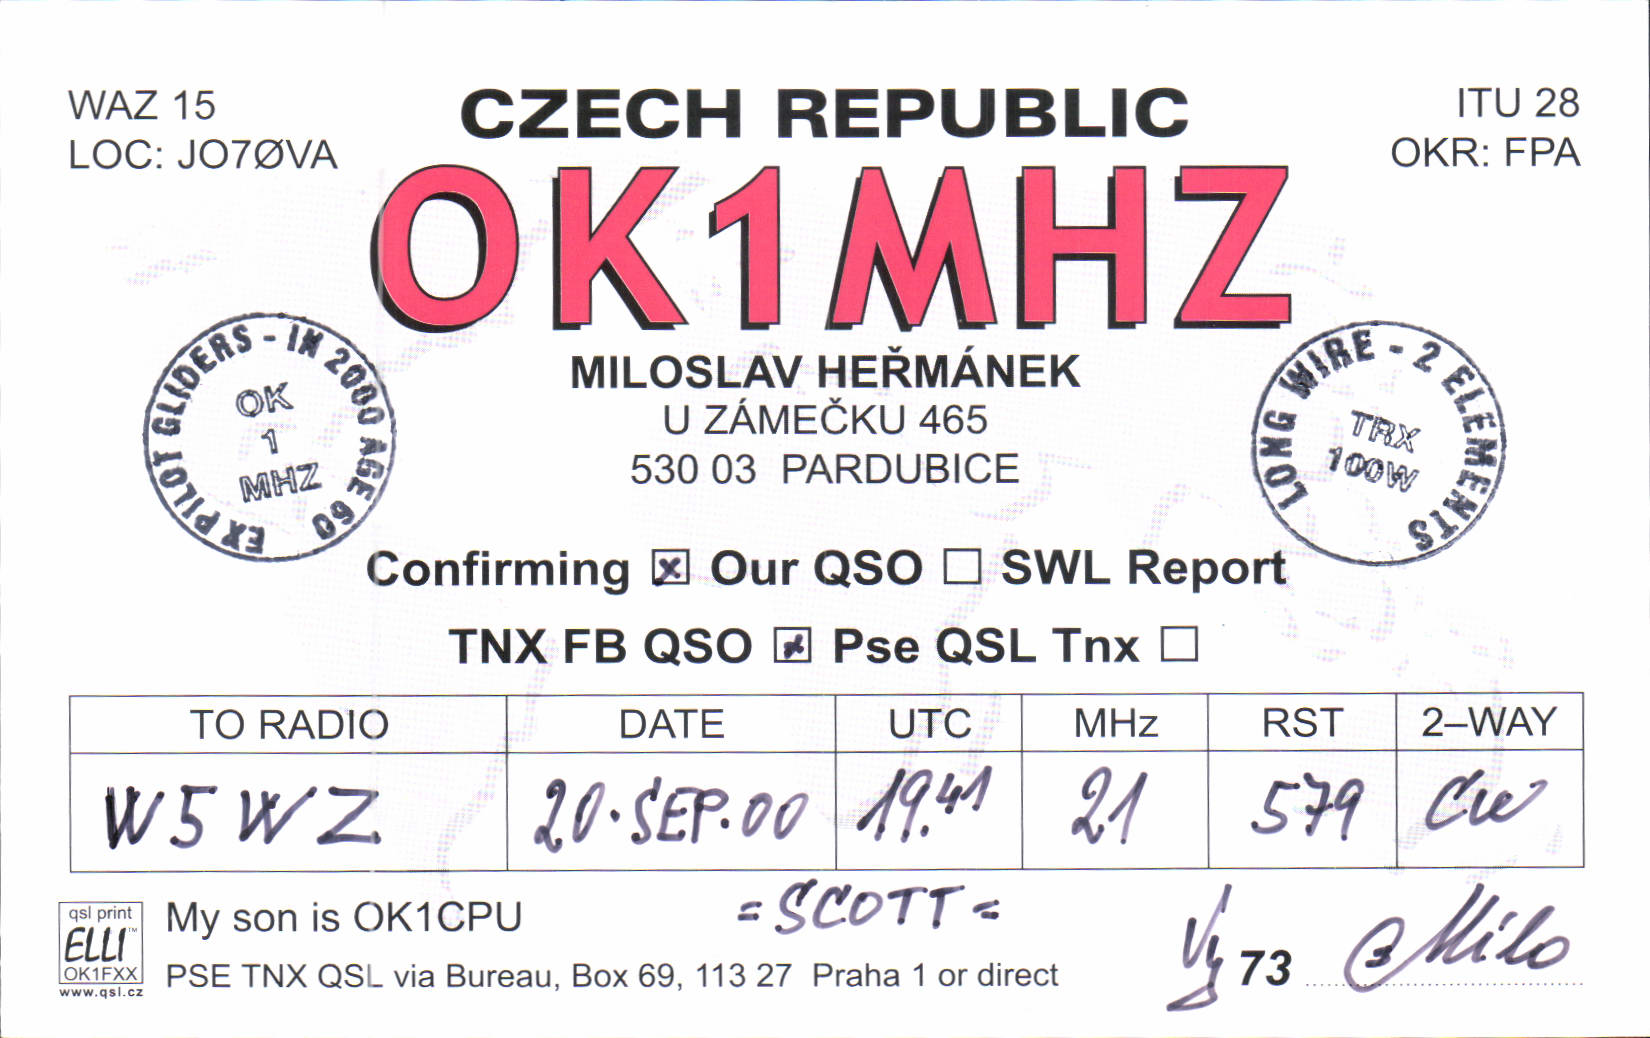 WAZ 15
LOC: JO7ØVA
CZECH REPUBLIC
ITU 28
OKR: FPA
OK1MHZ
MILOSLAV HEŘMÁNEK
U ZÁMEČKU 465
530 03 PARDUBICE
EX PILOT GLIDERS - IN 2000 AGE 60
OK
1
MHZ
LONG WIRE - 2 ELEMENTS
TRX
100W
Confirming ☒ Our QSO ☐ SWL Report
TNX FB QSO ☒ Pse QSL Tnx ☐
TO RADIO DATE UTC MHz RST 2–WAY
W5WZ 20.SEP.00 19.41 21 579 CW
= SCOTT =
My son is OK1CPU
PSE TNX QSL via Bureau, Box 69, 113 27 Praha 1 or direct
Vy 73 Milo
qsl print
ELLI™
OK1FXX
www.qsl.cz